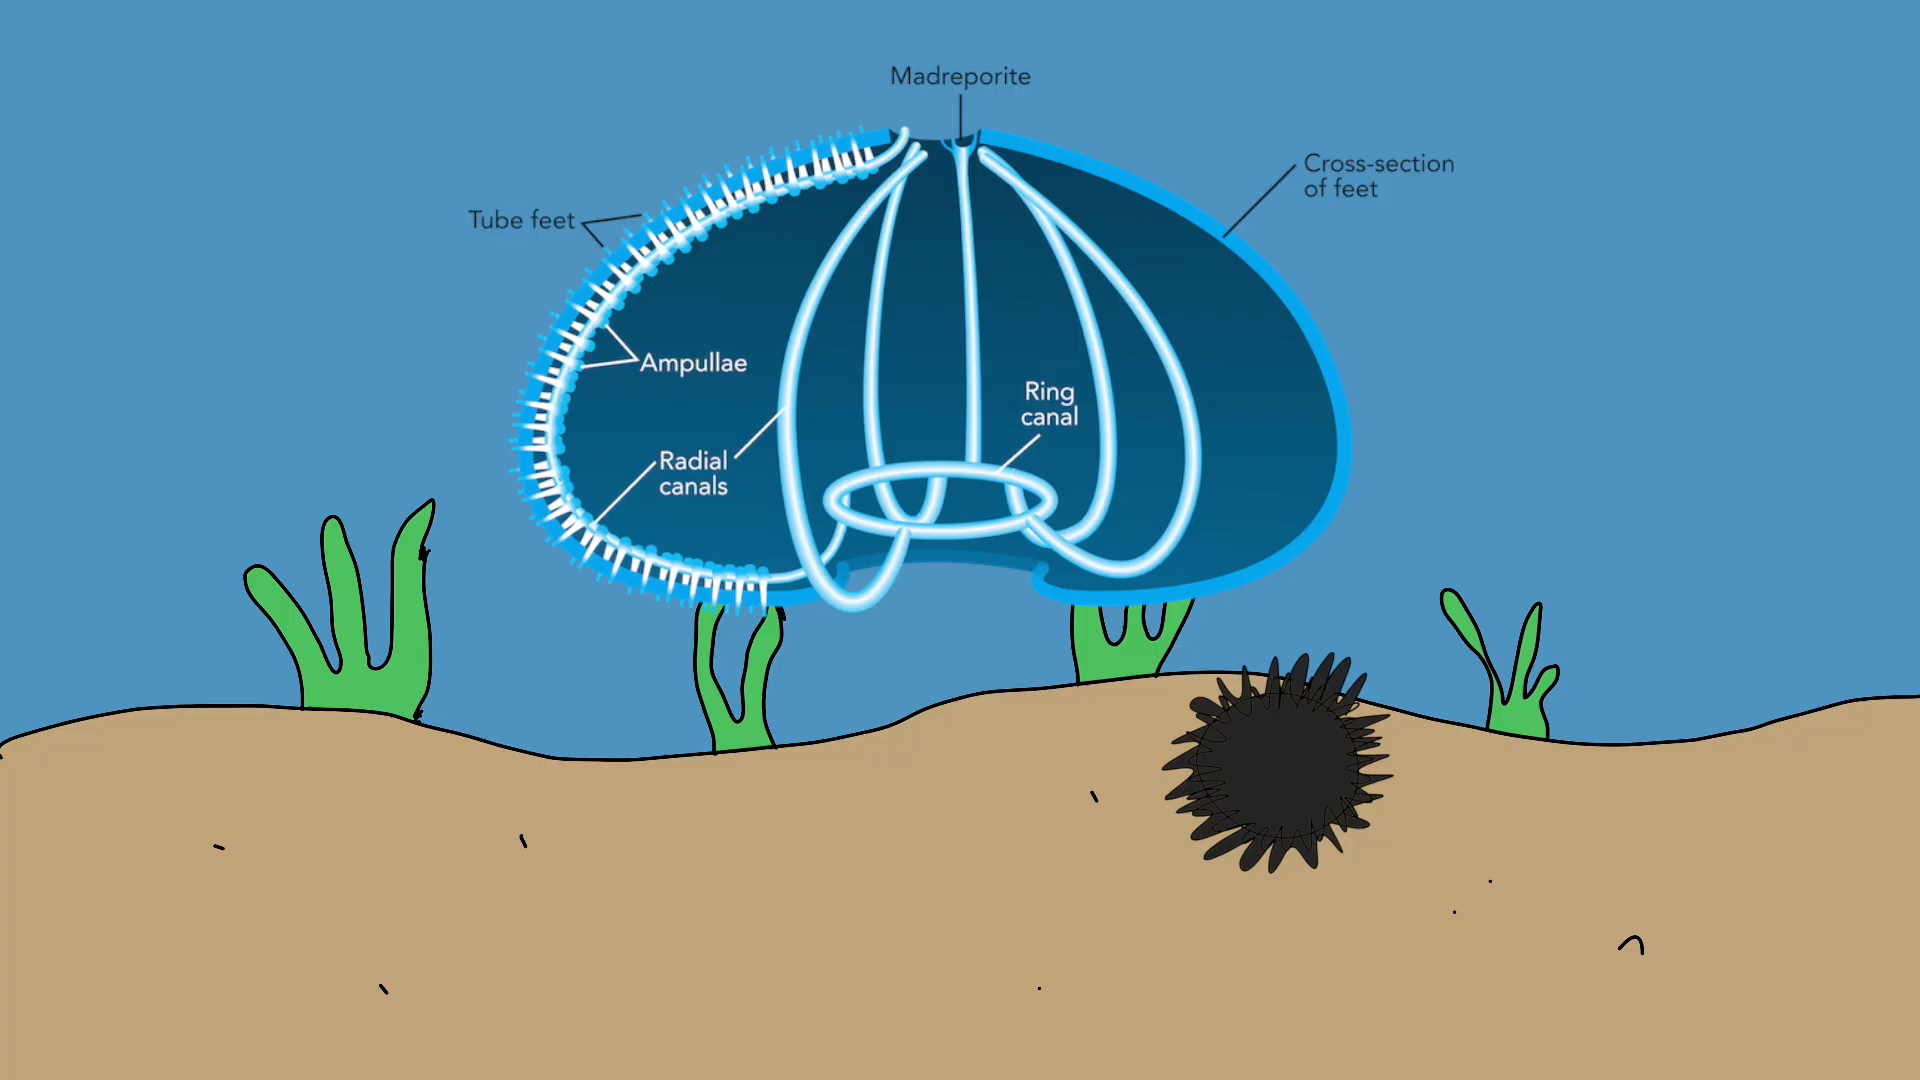 Madreporite
Cross-section
of feet
Tube feet
Ampullae
Ring
canal
Radial
canals